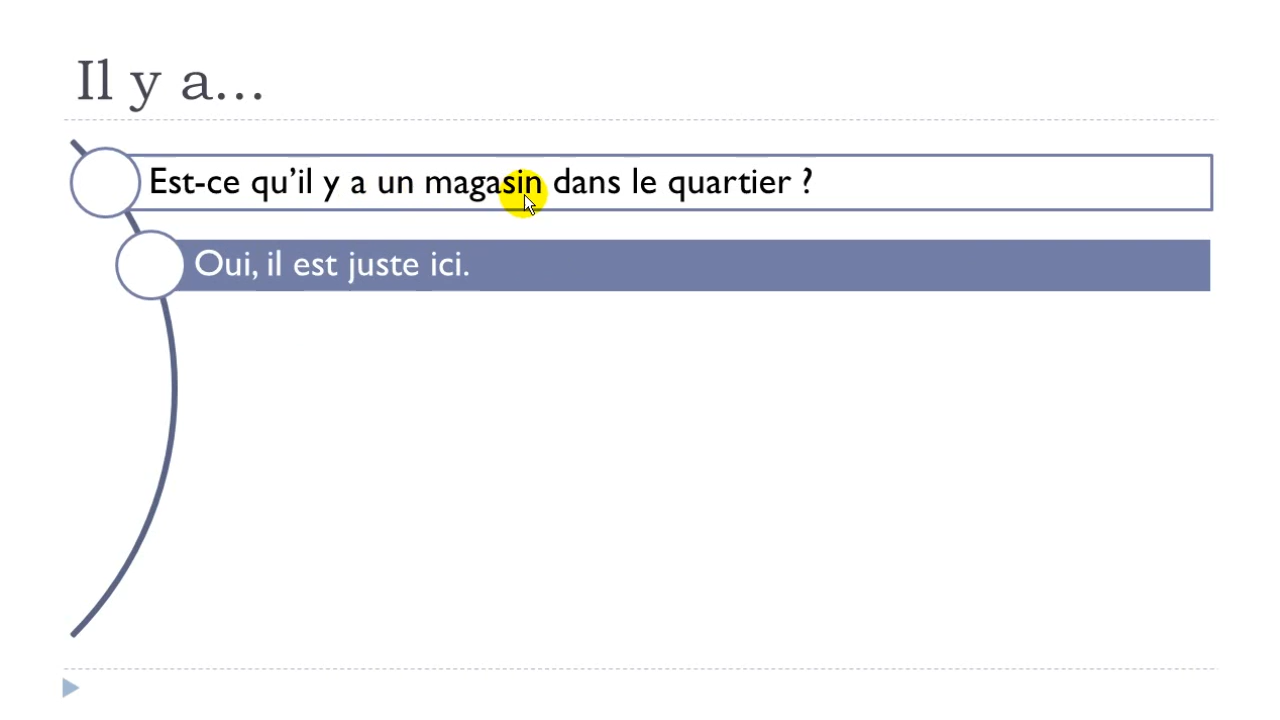 Il y a…
Est-ce qu’il y a un magasin dans le quartier ?
Oui, il est juste ici.